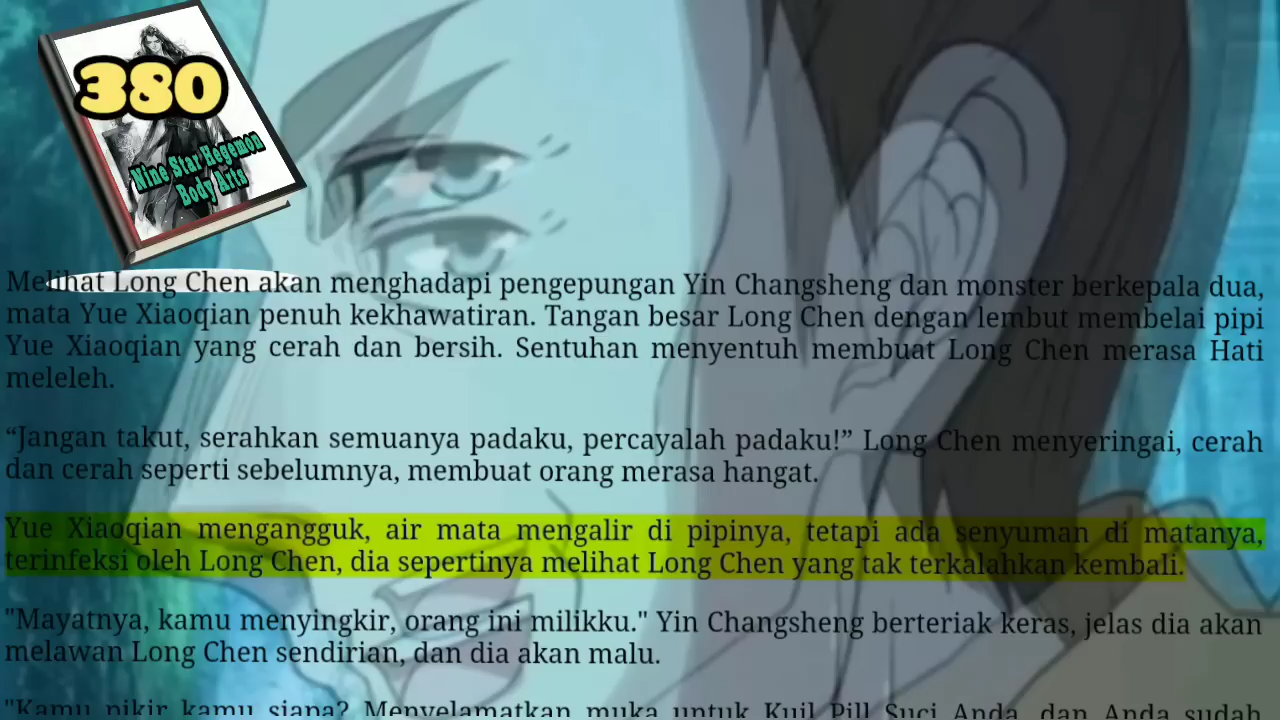 380
Nine Star Hegemon
Body Arts
Melihat Long Chen akan menghadapi pengepungan Yin Changsheng dan monster berkepala dua,
mata Yue Xiaoqian penuh kekhawatiran. Tangan besar Long Chen dengan lembut membelai pipi
Yue Xiaoqian yang cerah dan bersih. Sentuhan menyentuh membuat Long Chen merasa Hati
meleleh.
“Jangan takut, serahkan semuanya padaku, percayalah padaku!” Long Chen menyeringai, cerah
dan cerah seperti sebelumnya, membuat orang merasa hangat.
Yue Xiaoqian mengangguk, air mata mengalir di pipinya, tetapi ada senyuman di matanya,
terinfeksi oleh Long Chen, dia sepertinya melihat Long Chen yang tak terkalahkan kembali.
"Mayatnya, kamu menyingkir, orang ini milikku." Yin Changsheng berteriak keras, jelas dia akan
melawan Long Chen sendirian, dan dia akan malu.
"Kamu pikir kamu siapa? Menyelamatkan muka untuk Kuil Pill Suci Anda, dan Anda sudah